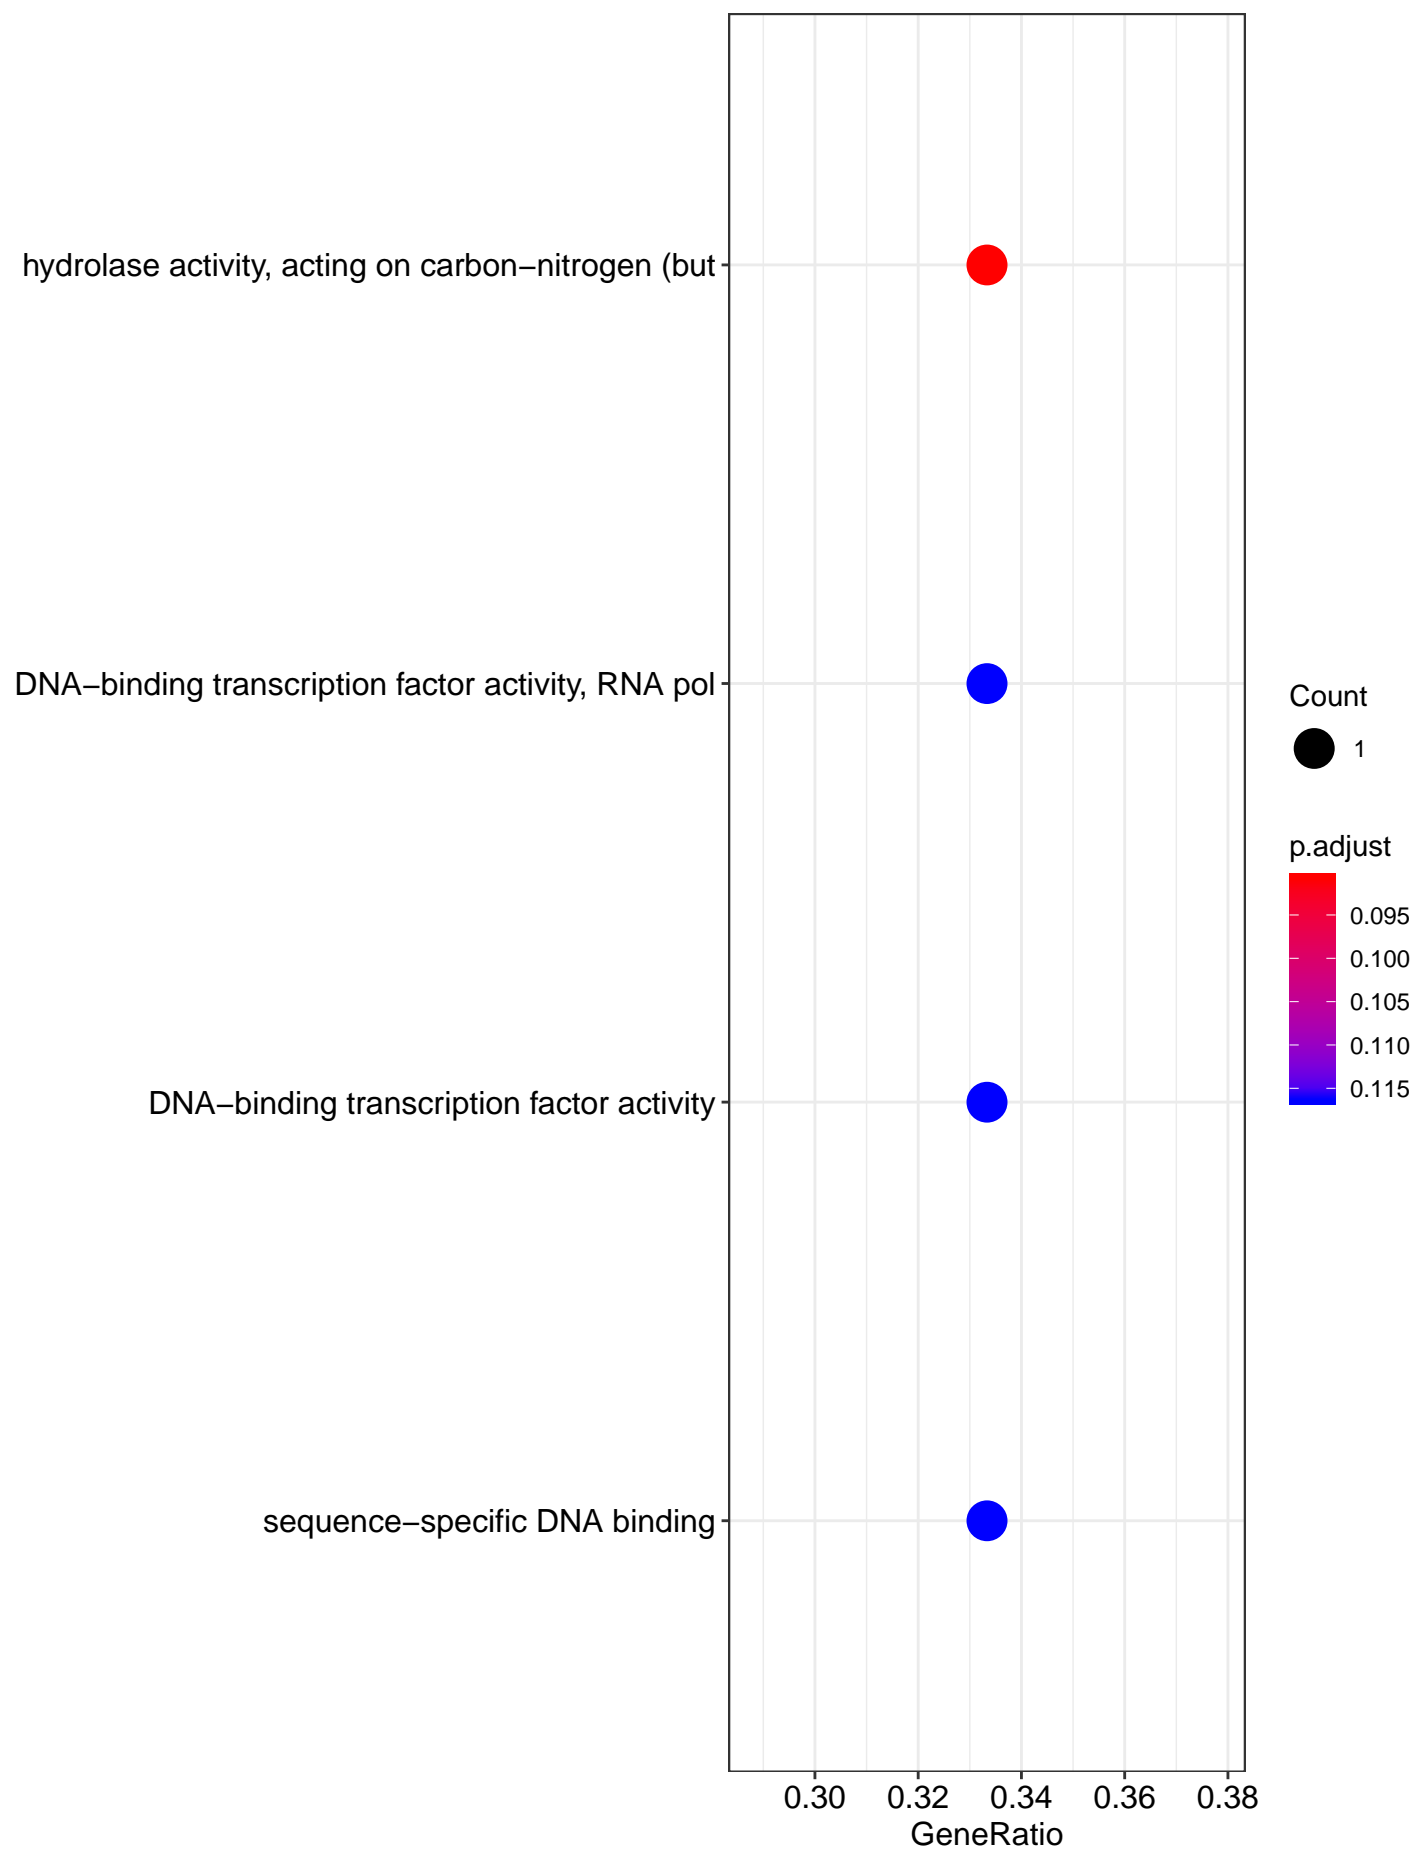 hydrolase activity, acting on carbon−nitrogen (but
DNA−binding transcription factor activity, RNA pol
DNA−binding transcription factor activity
sequence−specific DNA binding
0.30 0.32 0.34 0.36 0.38
GeneRatio
Count
1
p.adjust
0.095
0.100
0.105
0.110
0.115